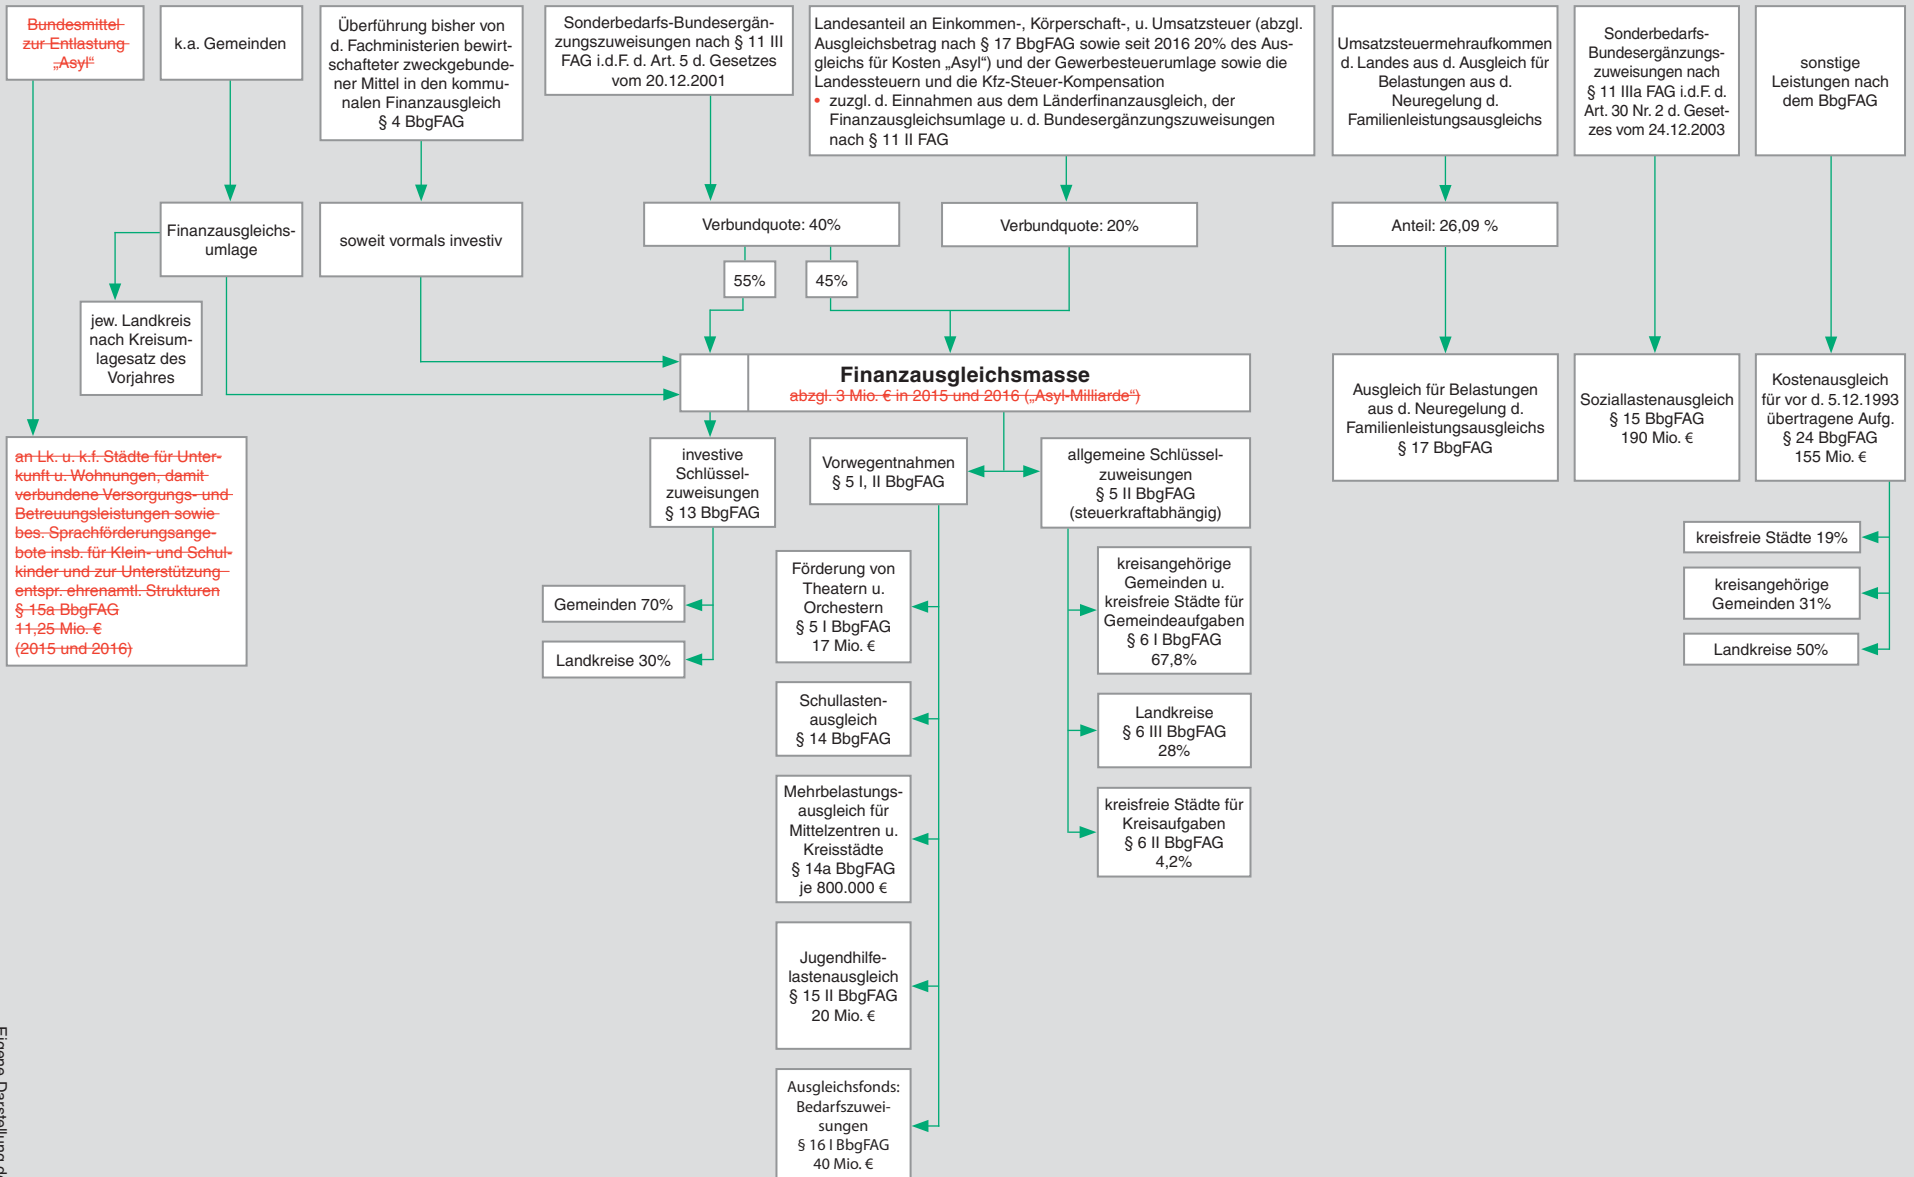 Bundesmittel
zur Entlastung
„Asyl“
k.a. Gemeinden
Überführung bisher von
d. Fachministerien bewirt-
schafteter zweckgebunde-
ner Mittel in den kommu-
nalen Finanzausgleich
§ 4 BbgFAG
Sonderbedarfs-Bundesergän-
zungszuweisungen nach § 11 III
FAG i.d.F. d. Art. 5 d. Gesetzes
vom 20.12.2001
Landesanteil an Einkommen-, Körperschaft-, u. Umsatzsteuer (abzgl.
Ausgleichsbetrag nach § 17 BbgFAG sowie seit 2016 20% des Aus-
gleichs für Kosten „Asyl“) und der Gewerbesteuerumlage sowie die
Landessteuern und die Kfz-Steuer-Kompensation
• zuzgl. d. Einnahmen aus dem Länderfinanzausgleich, der
Finanzausgleichsumlage u. d. Bundesergänzungszuweisungen
nach § 11 II FAG
Umsatzsteuermehraufkommen
d. Landes aus d. Ausgleich für
Belastungen aus d.
Neuregelung d.
Familienleistungsausgleichs
Sonderbedarfs-
Bundesergänzungs-
zuweisungen nach
§ 11 IIIa FAG i.d.F. d.
Art. 30 Nr. 2 d. Geset-
zes vom 24.12.2003
sonstige
Leistungen nach
dem BbgFAG
Finanzausgleichs-
umlage
soweit vormals investiv
Verbundquote: 40%
Verbundquote: 20%
Anteil: 26,09 %
55%
45%
jew. Landkreis
nach Kreisum-
lagesatz des
Vorjahres
Finanzausgleichsmasse
abzgl. 3 Mio. € in 2015 und 2016 („Asyl-Milliarde“)
Ausgleich für Belastungen
aus d. Neuregelung d.
Familienleistungsausgleichs
§ 17 BbgFAG
Soziallastenausgleich
§ 15 BbgFAG
190 Mio. €
Kostenausgleich
für vor d. 5.12.1993
übertragene Aufg.
§ 24 BbgFAG
155 Mio. €
an Lk. u. k.f. Städte für Unter-
kunft u. Wohnungen, damit
verbundene Versorgungs- und
Betreuungsleistungen sowie
bes. Sprachförderungsange-
bote insb. für Klein- und Schul-
kinder und zur Unterstützung
entspr. ehrenamtl. Strukturen
§ 15a BbgFAG
11,25 Mio. €
(2015 und 2016)
investive
Schlüssel-
zuweisungen
§ 13 BbgFAG
Vorwegentnahmen
§ 5 I, II BbgFAG
allgemeine Schlüssel-
zuweisungen
§ 5 II BbgFAG
(steuerkraftabhängig)
kreisfreie Städte 19%
kreisangehörige
Gemeinden 31%
Landkreise 50%
Gemeinden 70%
Landkreise 30%
Förderung von
Theatern u.
Orchestern
§ 5 I BbgFAG
17 Mio. €
kreisangehörige
Gemeinden u.
kreisfreie Städte für
Gemeindeaufgaben
§ 6 I BbgFAG
67,8%
Schullasten-
ausgleich
§ 14 BbgFAG
Landkreise
§ 6 III BbgFAG
28%
Mehrbelastungs-
ausgleich für
Mittelzentren u.
Kreisstädte
§ 14a BbgFAG
je 800.000 €
kreisfreie Städte für
Kreisaufgaben
§ 6 II BbgFAG
4,2%
Jugendhilfe-
lastenausgleich
§ 15 II BbgFAG
20 Mio. €
Ausgleichsfonds:
Bedarfszuwei-
sungen
§ 16 I BbgFAG
40 Mio. €
Eigene Darstellung